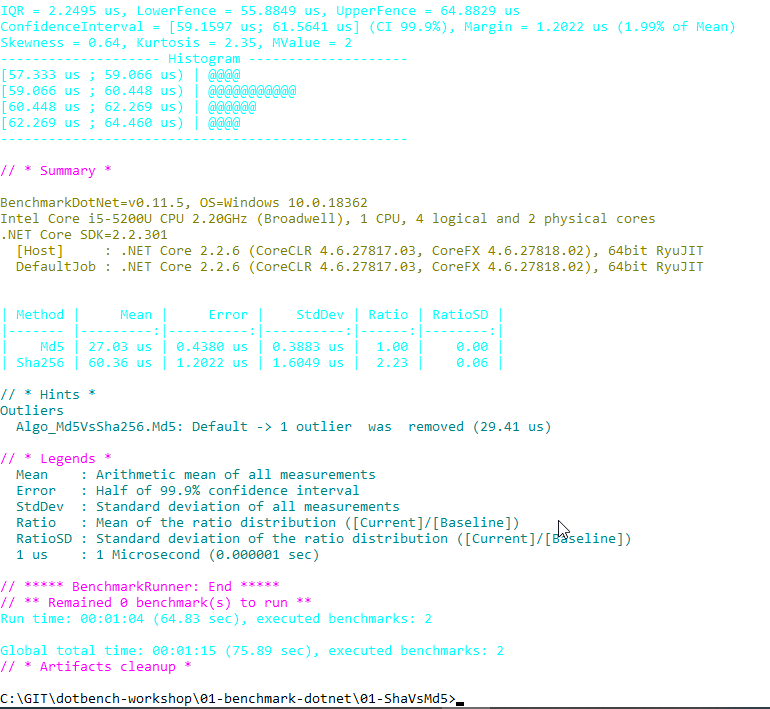 IQR = 2.2495 us, LowerFence = 55.8849 us, UpperFence = 64.8829 us
ConfidenceInterval = [59.1597 us; 61.5641 us] (CI 99.9%), Margin = 1.2022 us (1.99% of Mean)
Skewness = 0.64, Kurtosis = 2.35, MValue = 2
-------------------- Histogram --------------------
[57.333 us ; 59.066 us) | @@@@
[59.066 us ; 60.448 us) | @@@@@@@@@@@
[60.448 us ; 62.269 us) | @@@@@@
[62.269 us ; 64.460 us) | @@@@
---------------------------------------------------
// * Summary *
BenchmarkDotNet=v0.11.5, OS=Windows 10.0.18362
Intel Core i5-5200U CPU 2.20GHz (Broadwell), 1 CPU, 4 logical and 2 physical cores
.NET Core SDK=2.2.301
  [Host]     : .NET Core 2.2.6 (CoreCLR 4.6.27817.03, CoreFX 4.6.27818.02), 64bit RyuJIT
  DefaultJob : .NET Core 2.2.6 (CoreCLR 4.6.27817.03, CoreFX 4.6.27818.02), 64bit RyuJIT
| Method |     Mean |     Error |    StdDev | Ratio | RatioSD |
|------- |---------:|----------:|----------:|------:|--------:|
|    Md5 | 27.03 us | 0.4380 us | 0.3883 us |  1.00 |    0.00 |
| Sha256 | 60.36 us | 1.2022 us | 1.6049 us |  2.23 |    0.06 |
// * Hints *
Outliers
  Algo_Md5VsSha256.Md5: Default -> 1 outlier  was  removed (29.41 us)
// * Legends *
  Mean    : Arithmetic mean of all measurements
  Error   : Half of 99.9% confidence interval
  StdDev  : Standard deviation of all measurements
  Ratio   : Mean of the ratio distribution ([Current]/[Baseline])
  RatioSD : Standard deviation of the ratio distribution ([Current]/[Baseline])
  1 us    : 1 Microsecond (0.000001 sec)
// ***** BenchmarkRunner: End *****
// ** Remained 0 benchmark(s) to run **
Run time: 00:01:04 (64.83 sec), executed benchmarks: 2
Global total time: 00:01:15 (75.89 sec), executed benchmarks: 2
// * Artifacts cleanup *
C:\GIT\dotbench-workshop\01-benchmark-dotnet\01-ShaVsMd5>